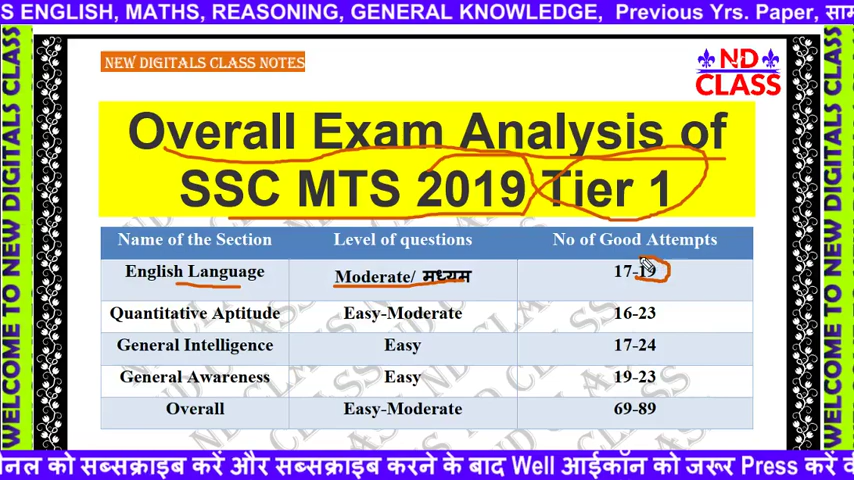 S ENGLISH, MATHS, REASONING, GENERAL KNOWLEDGE, Previous Yrs. Paper, साम
NEW DIGITALS CLASS NOTES
ND
CLASS
Overall Exam Analysis of
SSC MTS 2019 Tier 1
Name of the Section Level of questions No of Good Attempts
English Language Moderate/ मध्यम 17-19
Quantitative Aptitude Easy-Moderate 16-23
General Intelligence Easy 17-24
General Awareness Easy 19-23
Overall Easy-Moderate 69-89
WELCOME TO NEW DIGITALS CLASS
WELCOME TO NEW DIGITALS CLASS
नल को सब्सक्राइब करें और सब्सक्राइब करने के बाद Well आईकॉन को जरूर Press करें